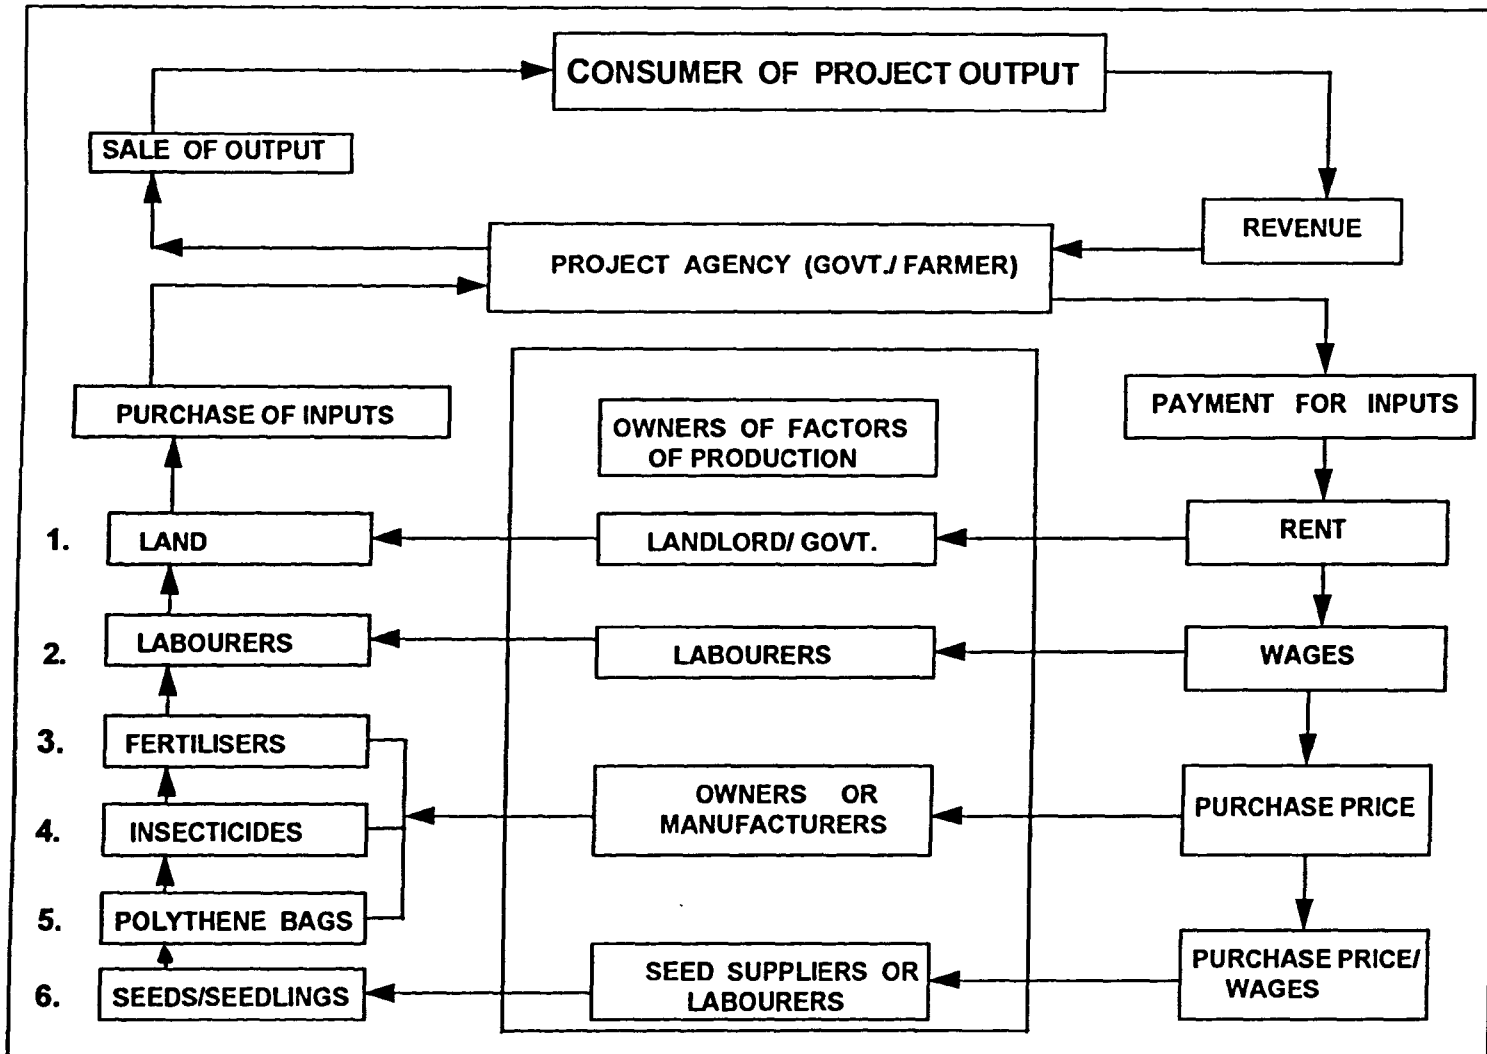 CONSUMER OF PROJECT OUTPUT
SALE OF OUTPUT
REVENUE
PROJECT AGENCY (GOVT./ FARMER)
PURCHASE OF INPUTS
PAYMENT FOR INPUTS
OWNERS OF FACTORS
OF PRODUCTION
1. LAND
LANDLORD/ GOVT.
RENT
2. LABOURERS
LABOURERS
WAGES
3. FERTILISERS
4. INSECTICIDES
OWNERS OR
MANUFACTURERS
PURCHASE PRICE
5. POLYTHENE BAGS
6. SEEDS/SEEDLINGS
SEED SUPPLIERS OR
LABOURERS
PURCHASE PRICE/
WAGES